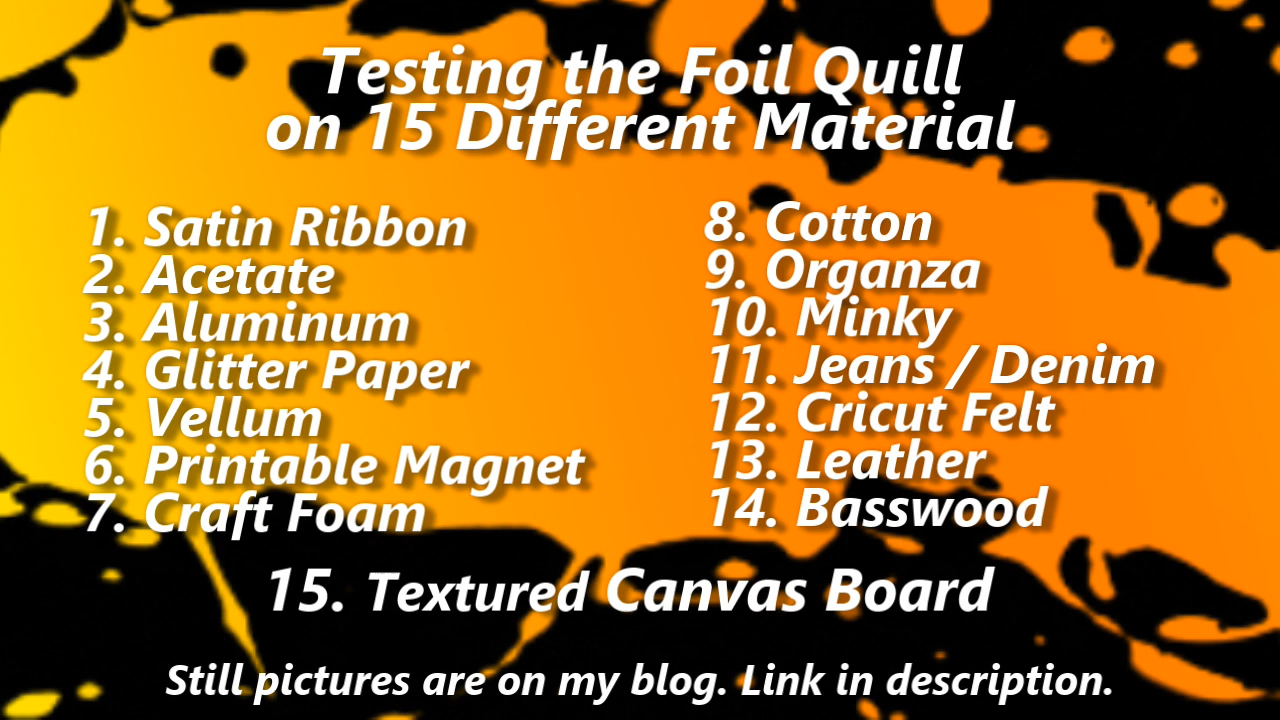 Testing the Foil Quill
on 15 Different Material
1. Satin Ribbon
2. Acetate
3. Aluminum
4. Glitter Paper
5. Vellum
6. Printable Magnet
7. Craft Foam
8. Cotton
9. Organza
10. Minky
11. Jeans / Denim
12. Cricut Felt
13. Leather
14. Basswood
15. Textured Canvas Board
Still pictures are on my blog. Link in description.